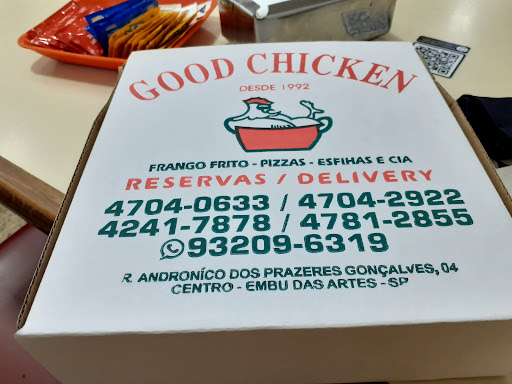 GOOD CHICKEN
DESDE 1992
FRANGO FRITO - PIZZAS - ESFIHAS E CIA
RESERVAS / DELIVERY
4704-0633 / 4704-2922
4241-7878 / 4781-2855
93209-6319
R. ANDRONÍCO DOS PRAZERES GONÇALVES, 04
CENTRO - EMBU DAS ARTES - SP